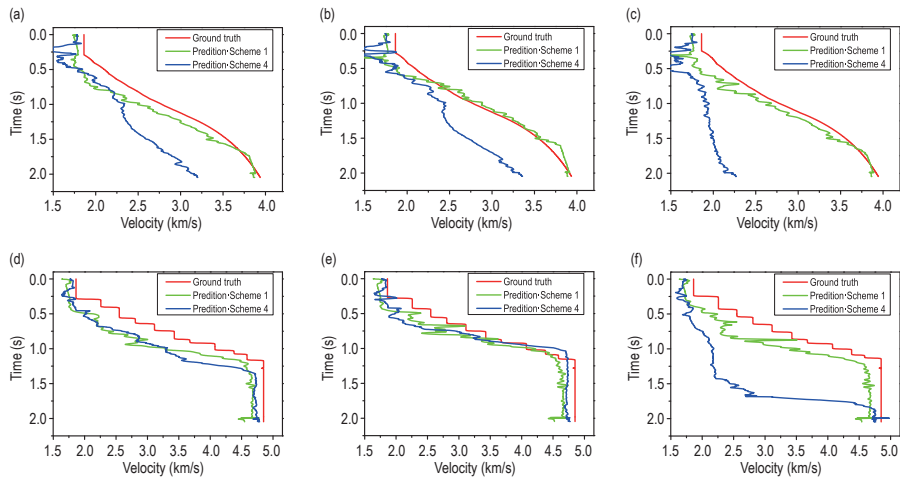 (a)
Ground truth
Predition·Scheme 1
Predition·Scheme 4
0.0
0.5
1.0
1.5
2.0
Time (s)
1.5 2.0 2.5 3.0 3.5 4.0
Velocity (km/s)
(b)
Ground truth
Predition·Scheme 1
Predition·Scheme 4
0.0
0.5
1.0
1.5
2.0
Time (s)
1.5 2.0 2.5 3.0 3.5 4.0
Velocity (km/s)
(c)
Ground truth
Predition·Scheme 1
Predition·Scheme 4
0.0
0.5
1.0
1.5
2.0
Time (s)
1.5 2.0 2.5 3.0 3.5 4.0
Velocity (km/s)
(d)
Ground truth
Predition·Scheme 1
Predition·Scheme 4
0.0
0.5
1.0
1.5
2.0
Time (s)
1.5 2.0 2.5 3.0 3.5 4.0 4.5 5.0
Velocity (km/s)
(e)
Ground truth
Predition·Scheme 1
Predition·Scheme 4
0.0
0.5
1.0
1.5
2.0
Time (s)
1.5 2.0 2.5 3.0 3.5 4.0 4.5 5.0
Velocity (km/s)
(f)
Ground truth
Predition·Scheme 1
Predition·Scheme 4
0.0
0.5
1.0
1.5
2.0
Time (s)
1.5 2.0 2.5 3.0 3.5 4.0 4.5 5.0
Velocity (km/s)